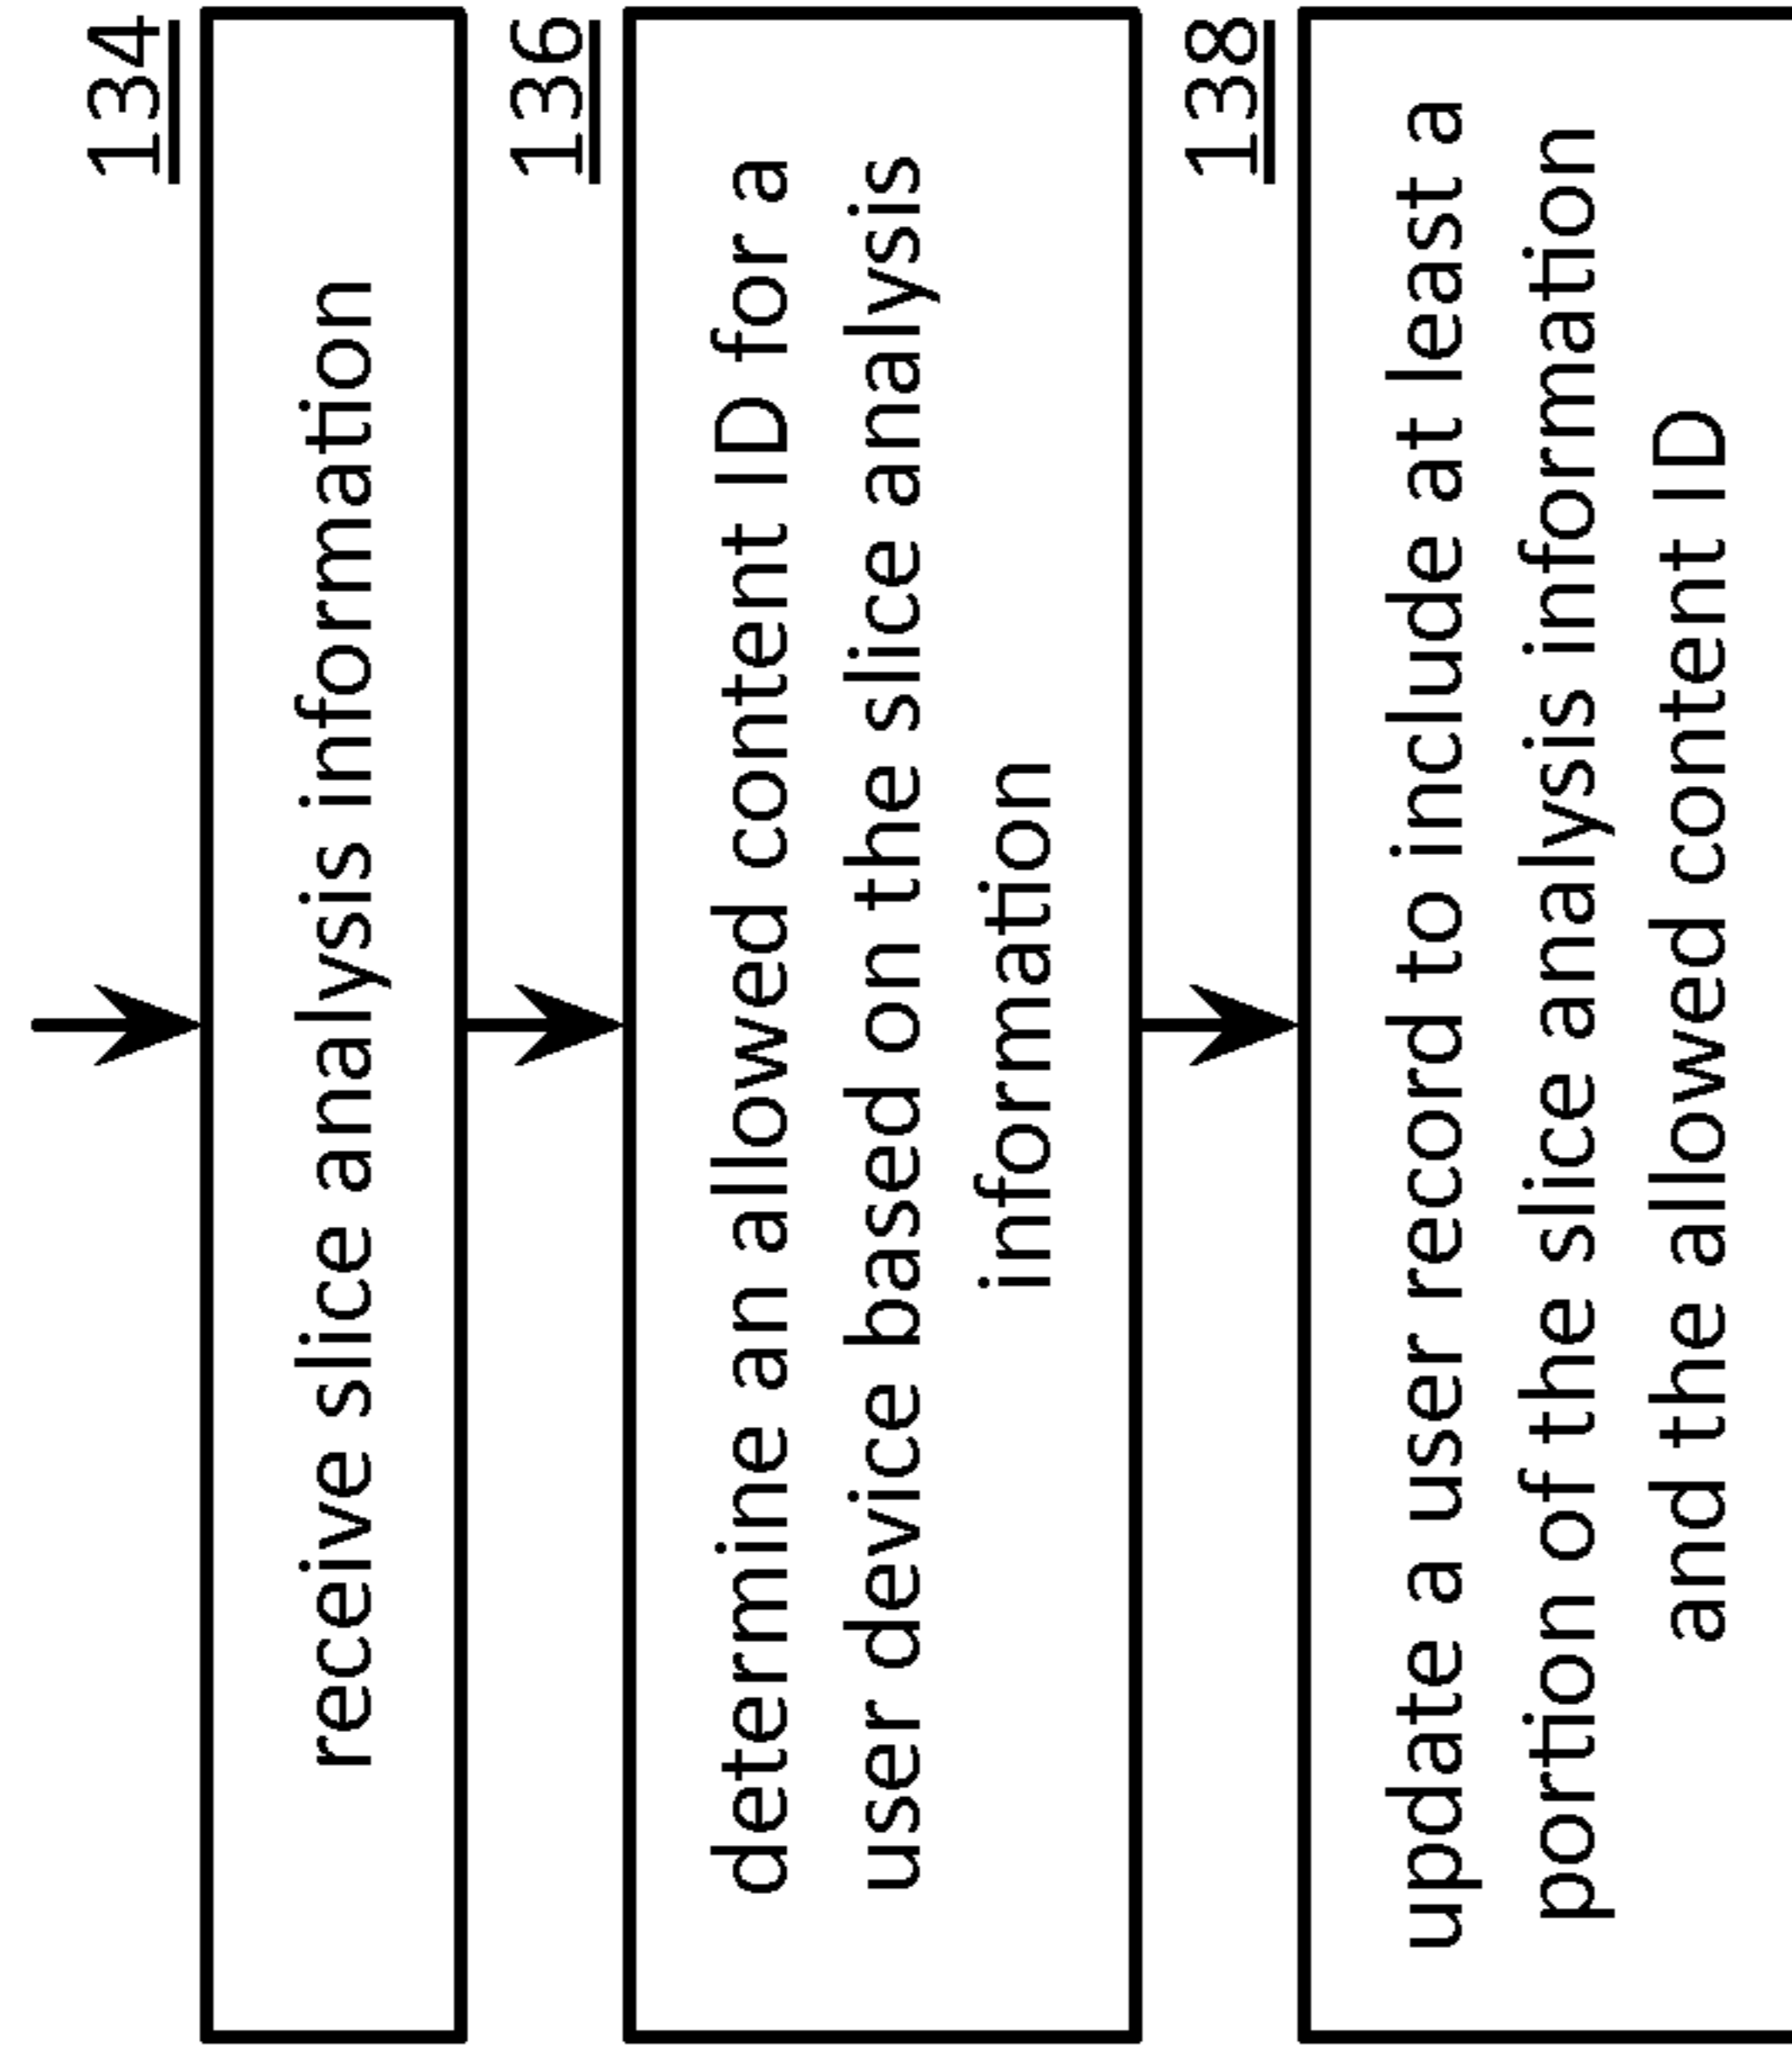 134
receive slice analysis information
136
determine an allowed content ID for a
user device based on the slice analysis
information
138
update a user record to include at least a
portion of the slice analysis information
and the allowed content ID